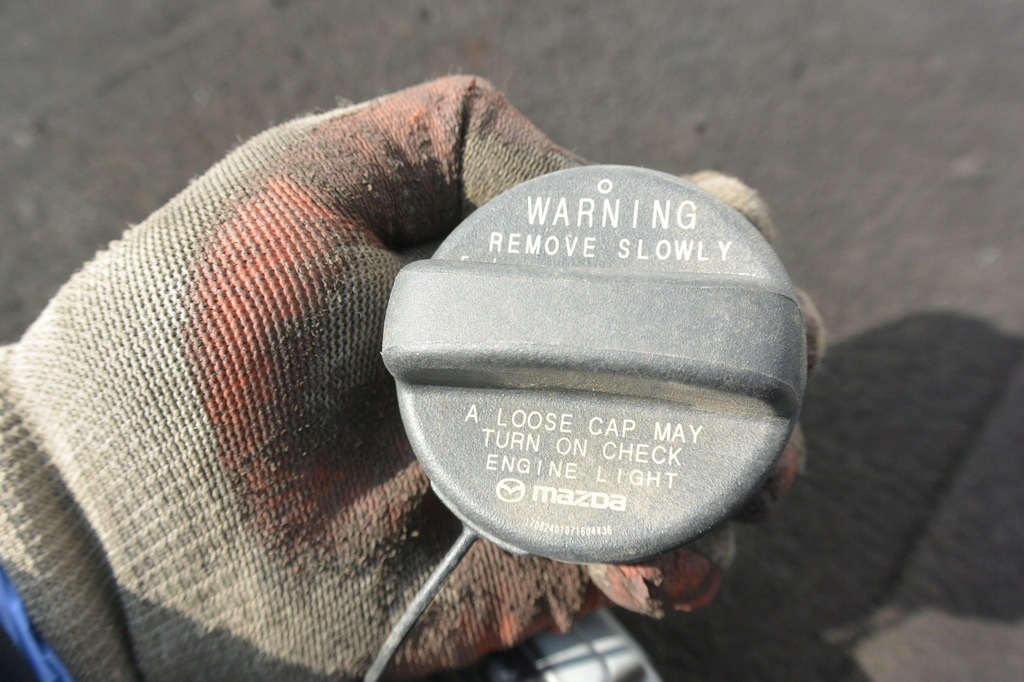 WARNING
REMOVE SLOWLY
A LOOSE CAP MAY
TURN ON CHECK
ENGINE LIGHT
mazda